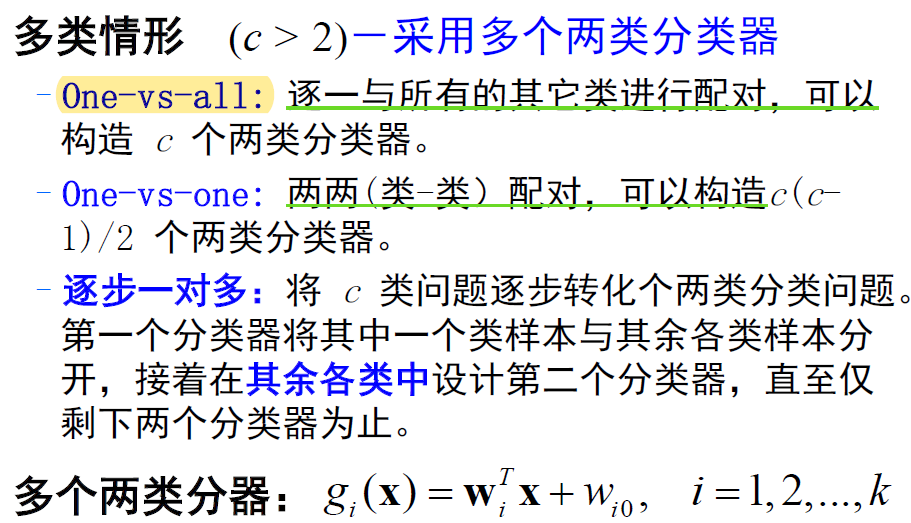 多类情形 (c > 2)－采用多个两类分类器
– One-vs-all: 逐一与所有的其它类进行配对，可以
构造 c 个两类分类器。
– One-vs-one: 两两(类-类）配对，可以构造c(c-
1)/2 个两类分类器。
– 逐步一对多：将 c 类问题逐步转化个两类分类问题。
第一个分类器将其中一个类样本与其余各类样本分
开，接着在其余各类中设计第二个分类器，直至仅
剩下两个分类器为止。
多个两类分器： g_i(x) = w_i^T x + w_{i0}, i = 1,2,...,k